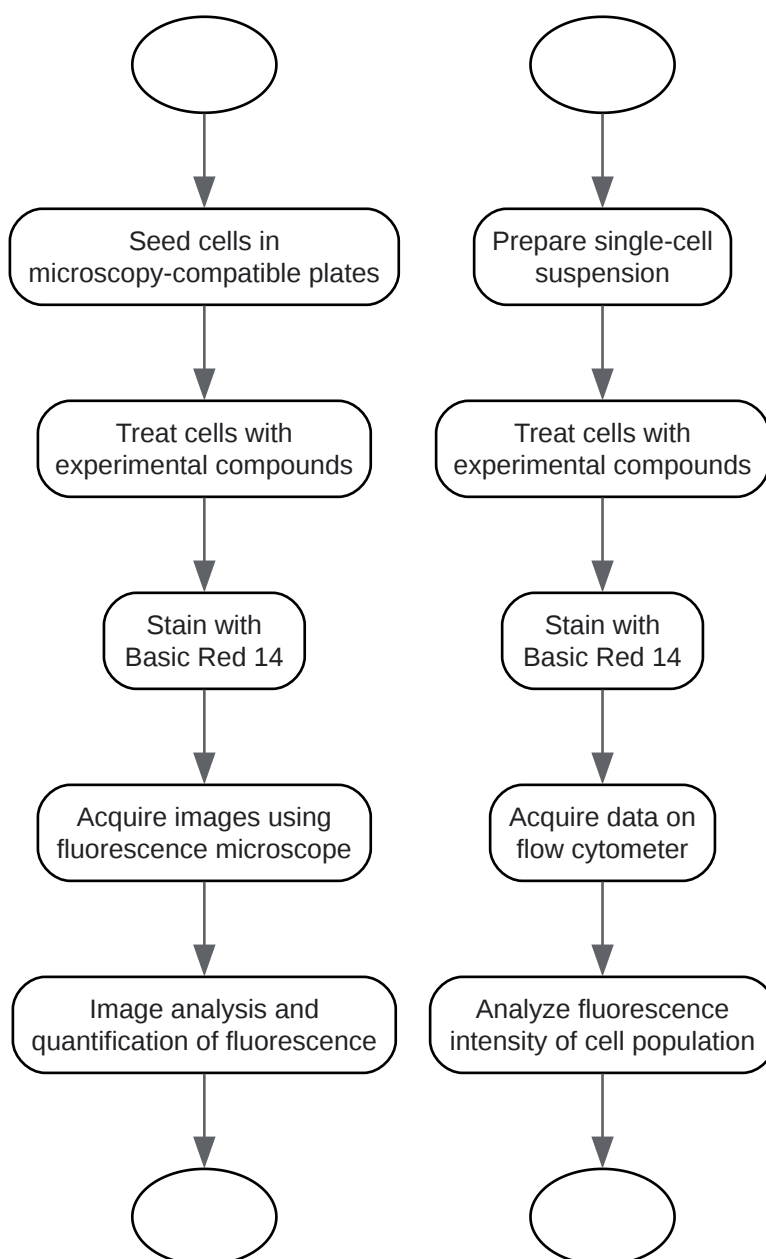 Seed cells in
microscopy-compatible plates
Treat cells with
experimental compounds
Stain with
Basic Red 14
Acquire images using
fluorescence microscope
Image analysis and
quantification of fluorescence
Prepare single-cell
suspension
Treat cells with
experimental compounds
Stain with
Basic Red 14
Acquire data on
flow cytometer
Analyze fluorescence
intensity of cell population